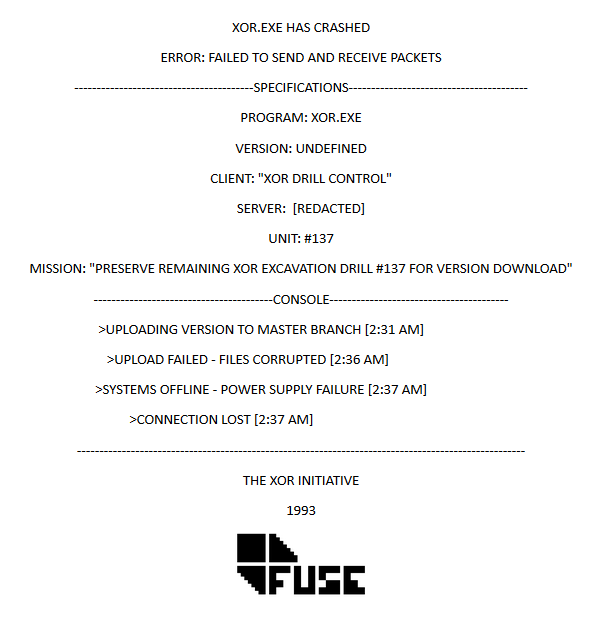 XOR.EXE HAS CRASHED
ERROR: FAILED TO SEND AND RECEIVE PACKETS
----------------------------------------SPECIFICATIONS----------------------------------------
PROGRAM: XOR.EXE
VERSION: UNDEFINED
CLIENT: "XOR DRILL CONTROL"
SERVER:  [REDACTED]
UNIT: #137
MISSION: "PRESERVE REMAINING XOR EXCAVATION DRILL #137 FOR VERSION DOWNLOAD"
----------------------------------------CONSOLE----------------------------------------
>UPLOADING VERSION TO MASTER BRANCH [2:31 AM]
>UPLOAD FAILED - FILES CORRUPTED [2:36 AM]
>SYSTEMS OFFLINE - POWER SUPPLY FAILURE [2:37 AM]
>CONNECTION LOST [2:37 AM]
----------------------------------------------------------------------------------------------------
THE XOR INITIATIVE
1993
FUSE